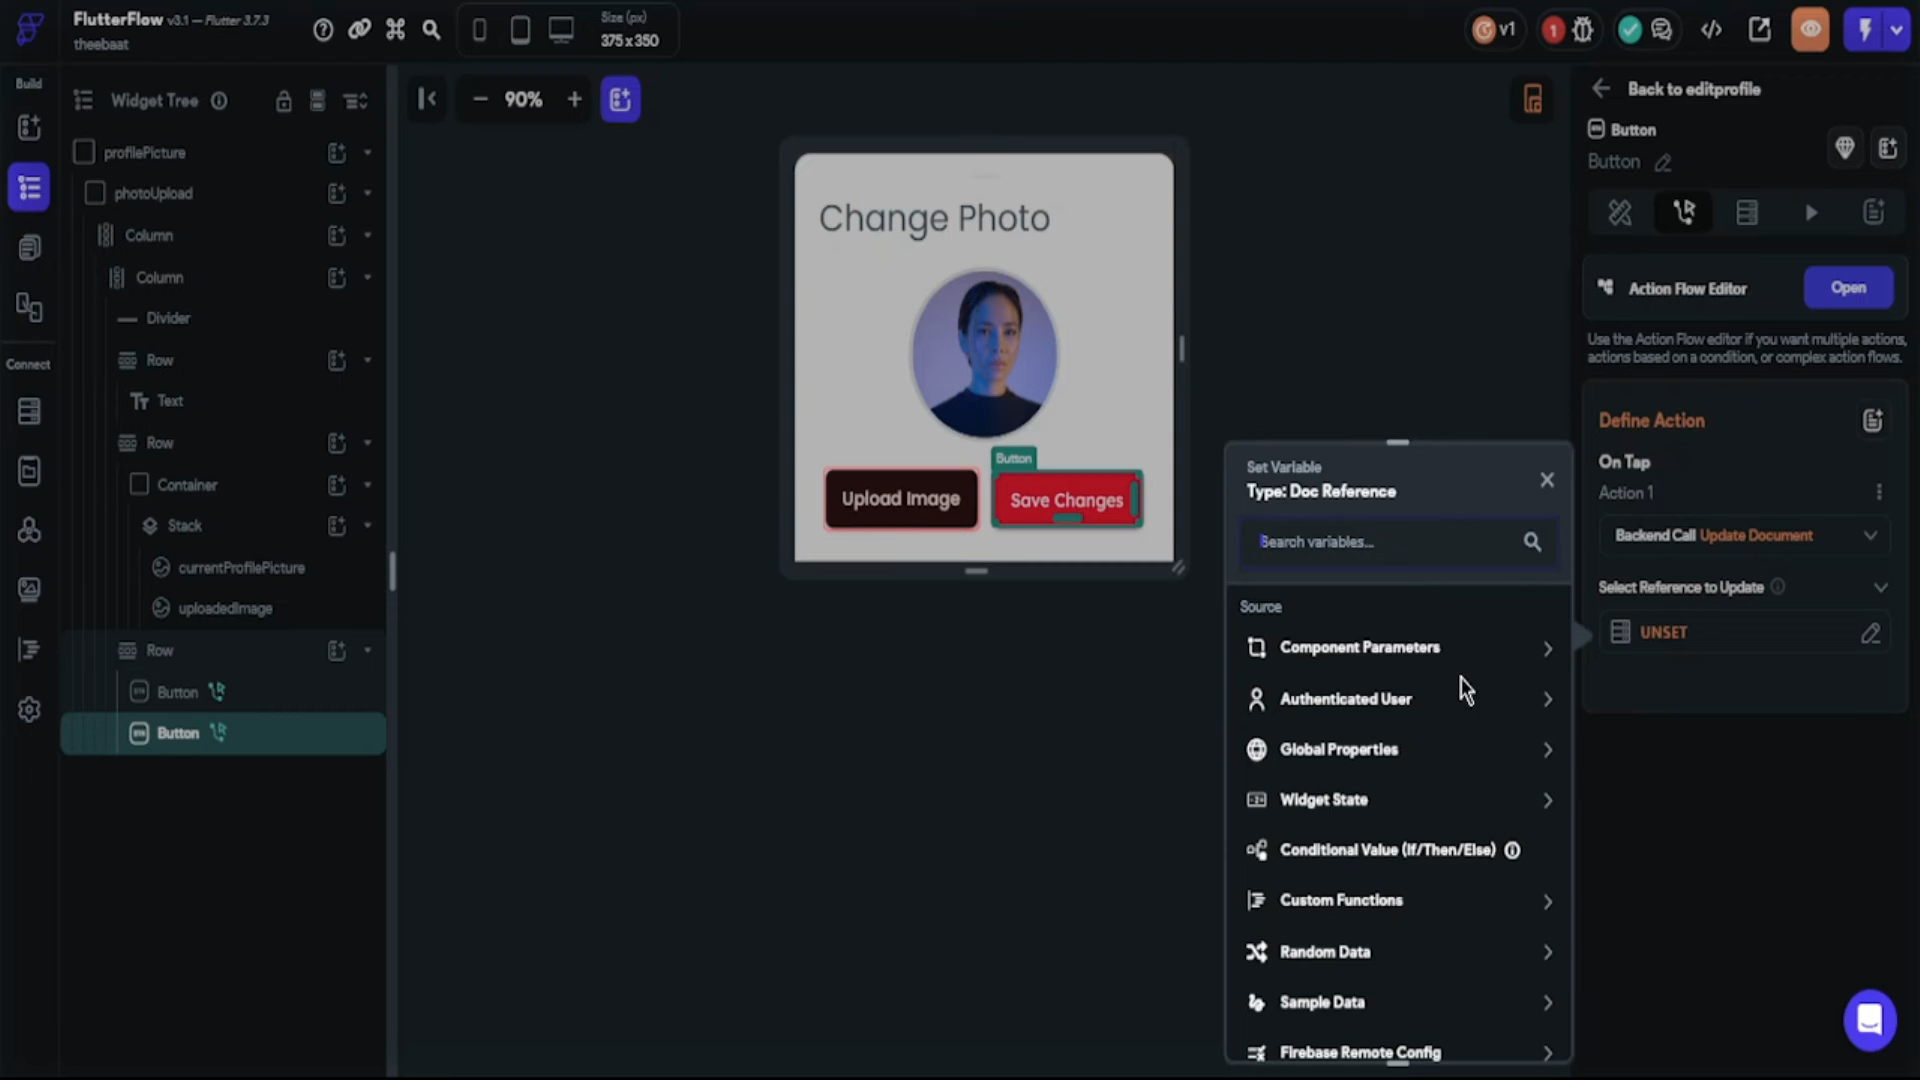 FlutterFlow v3.1 — Flutter 3.7.3
theebaat
Size (px)
375 x 350
v1
1
Build
Connect
Widget Tree
profilePicture
photoUpload
Column
Column
Divider
Row
Text
Row
Container
Stack
currentProfilePicture
uploadedImage
Row
Button
Button
90%
Change Photo
Button
Upload Image
Save Changes
Set Variable
Type: Doc Reference
Search variables...
Source
Component Parameters
Authenticated User
Global Properties
Widget State
Conditional Value (If/Then/Else)
Custom Functions
Random Data
Sample Data
Firebase Remote Config
Back to editprofile
Button
Button
Action Flow Editor
Open
Use the Action Flow editor if you want multiple actions,
actions based on a condition, or complex action flows.
Define Action
On Tap
Action 1
Backend Call Update Document
Select Reference to Update
UNSET